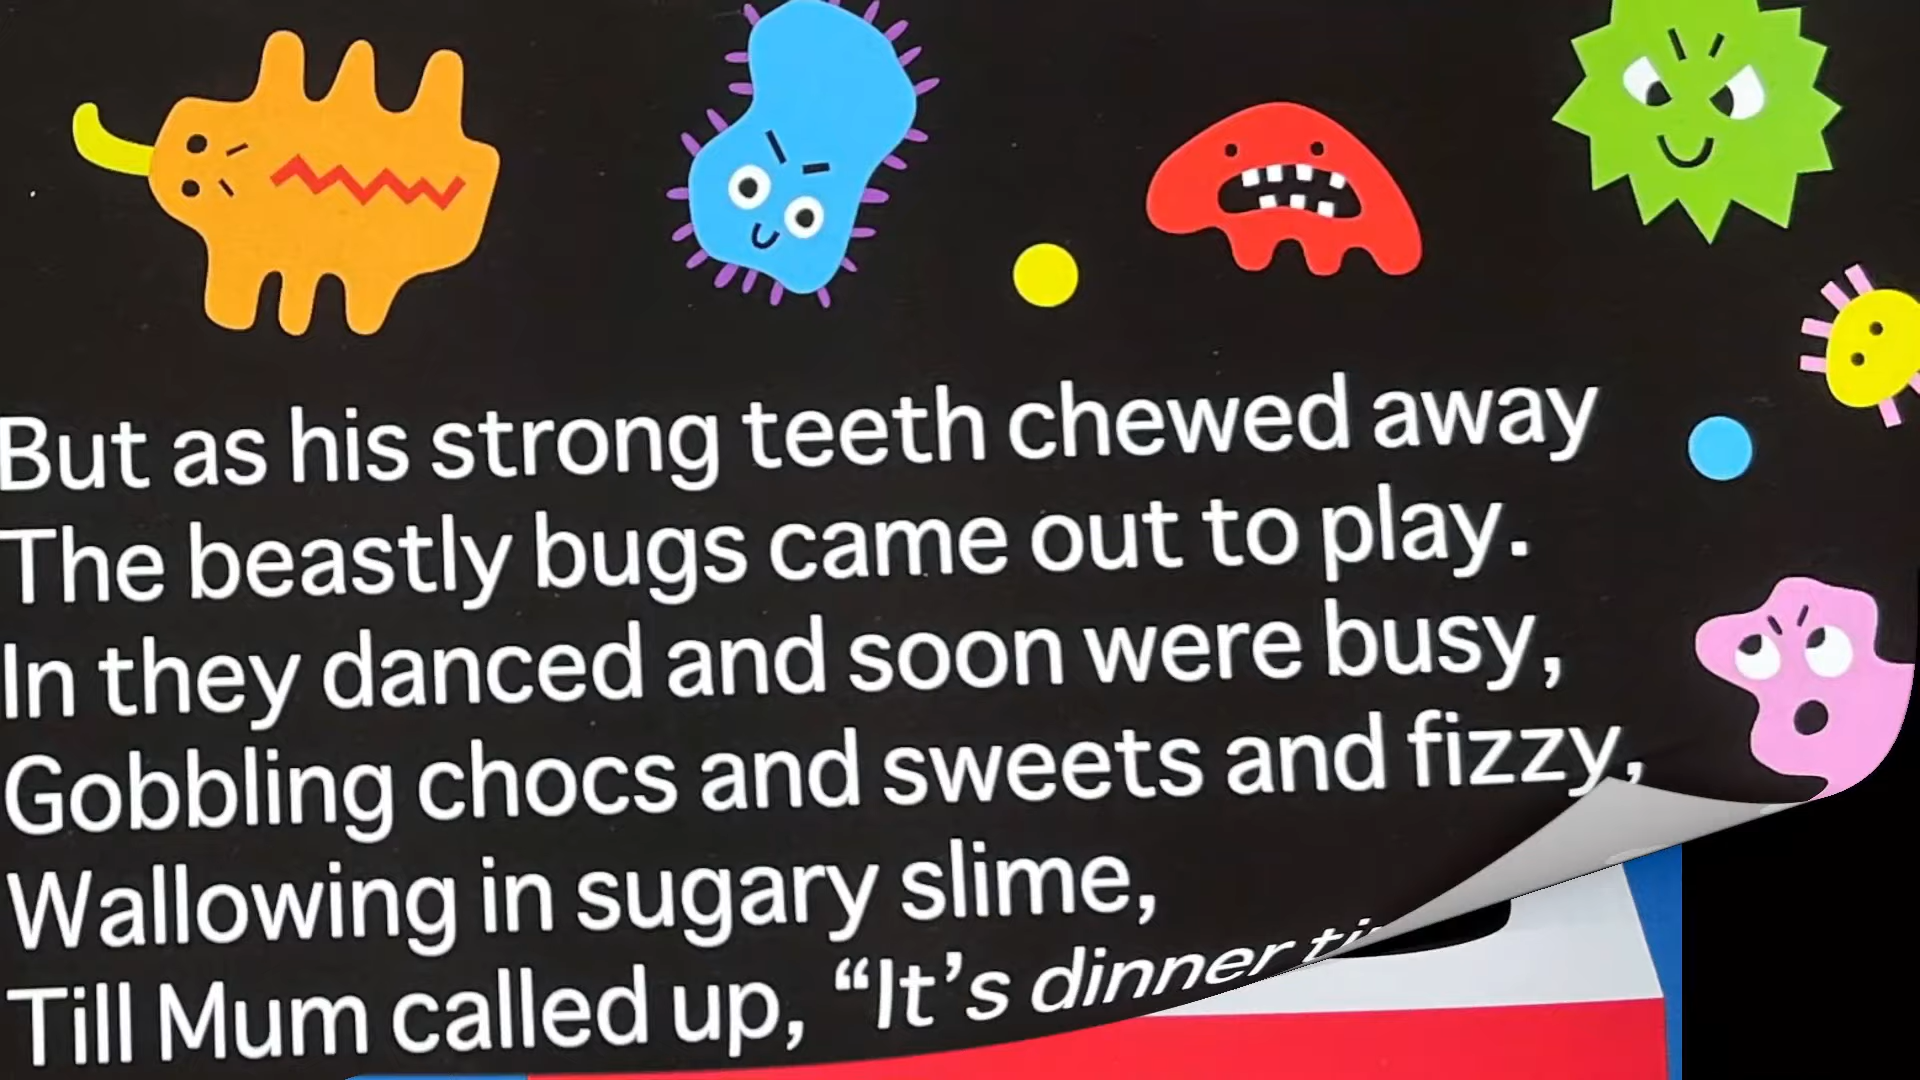 But as his strong teeth chewed away
The beastly bugs came out to play.
In they danced and soon were busy,
Gobbling chocs and sweets and fizzy,
Wallowing in sugary slime,
Till Mum called up, “It’s dinner